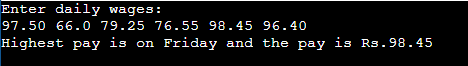 Enter daily wages:
97.50 66.0 79.25 76.55 98.45 96.40
Highest pay is on Friday and the pay is Rs.98.45